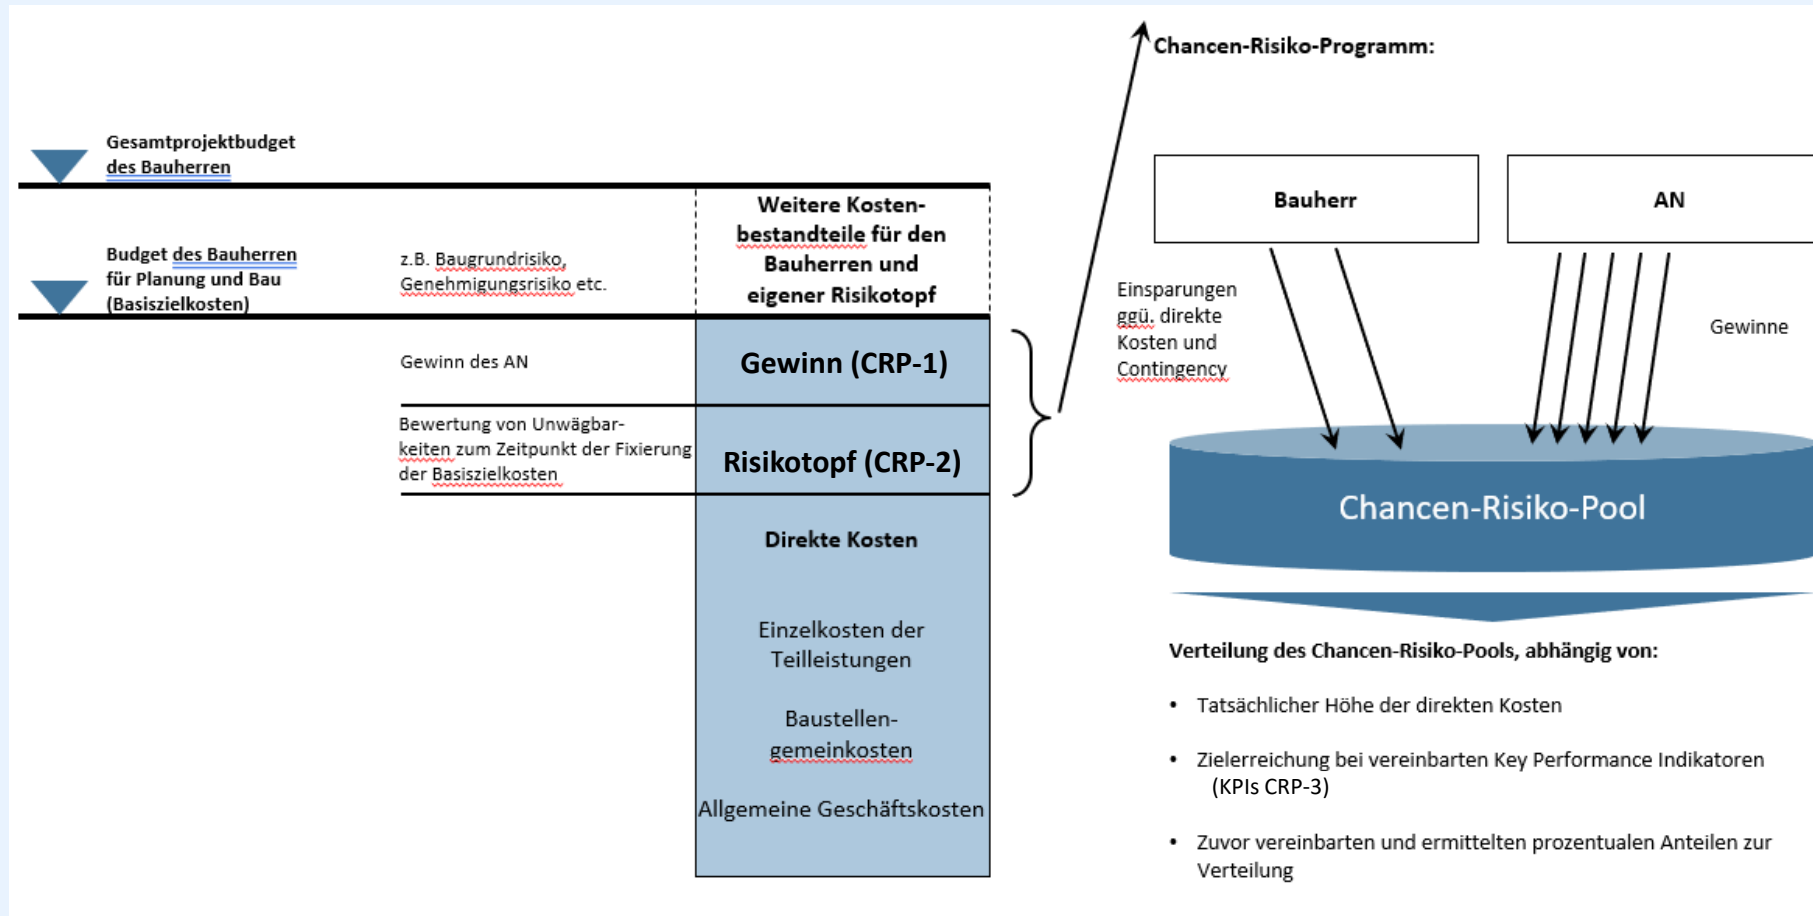 Gesamtprojektbudget
des Bauherren
Budget des Bauherren
für Planung und Bau
(Basiszielkosten)
z.B. Baugrundrisiko,
Genehmigungsrisiko etc.
Weitere Kosten-
bestandteile für den
Bauherren und
eigener Risikotopf
Gewinn des AN
Gewinn (CRP-1)
Bewertung von Unwägbar-
keiten zum Zeitpunkt der Fixierung
der Basiszielkosten
Risikotopf (CRP-2)
Direkte Kosten
Einzelkosten der
Teilleistungen
Baustellen-
gemeinkosten
Allgemeine Geschäftskosten
Chancen-Risiko-Programm:
Bauherr
AN
Einsparungen
ggü. direkte
Kosten und
Contingency
Gewinne
Chancen-Risiko-Pool
Verteilung des Chancen-Risiko-Pools, abhängig von:
• Tatsächlicher Höhe der direkten Kosten
• Zielerreichung bei vereinbarten Key Performance Indikatoren
(KPIs CRP-3)
• Zuvor vereinbarten und ermittelten prozentualen Anteilen zur
Verteilung